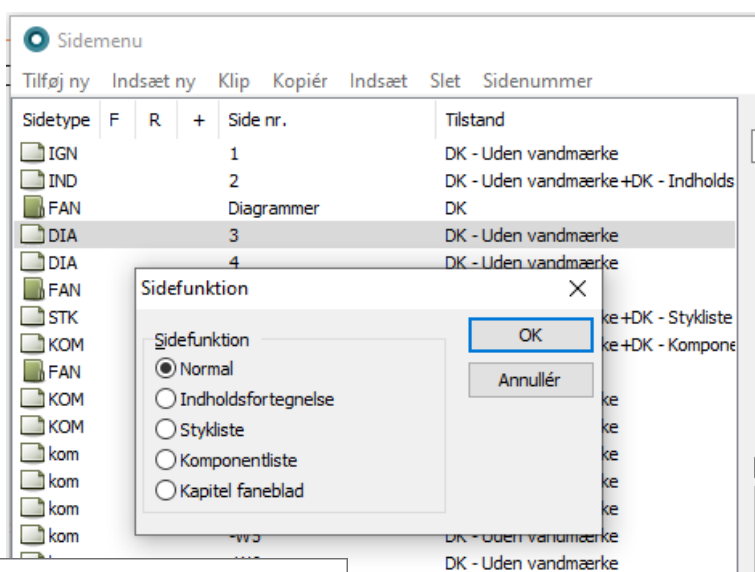 Sidemenu
Tilføj ny Indsæt ny Klip Kopiér Indsæt Slet Sidenummer
Sidetype F R + Side nr. Tilstand
IGN 1 DK - Uden vandmærke
IND 2 DK - Uden vandmærke+DK - Indholds
FAN Diagrammer DK
DIA 3 DK - Uden vandmærke
DIA 4 DK - Uden vandmærke
FAN
STK ke+DK - Stykliste
KOM ke+DK - Kompone
FAN
KOM ke
KOM ke
kom ke
kom ke
kom ke
kom -W5 DK - Uden vandmærke
DK - Uden vandmærke
Sidefunktion
Sidefunktion
Normal
Indholdsfortegnelse
Stykliste
Komponentliste
Kapitel faneblad
OK
Annullér